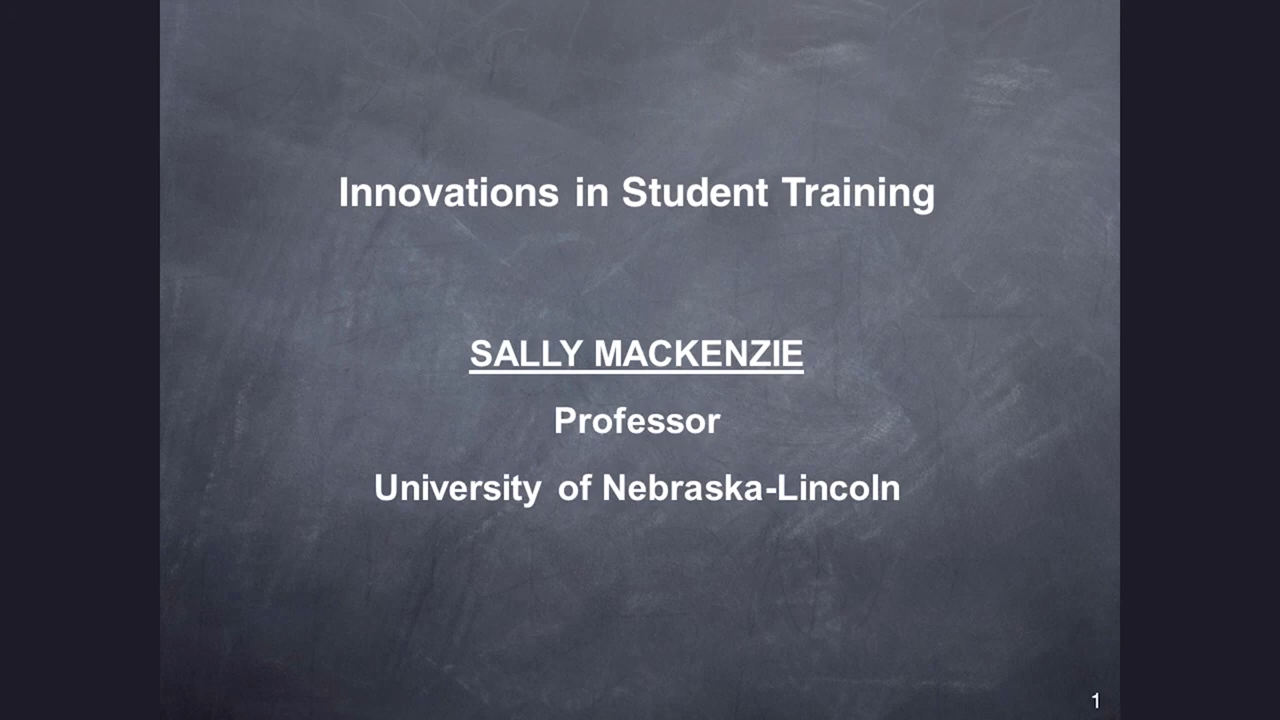 Innovations in Student Training
SALLY MACKENZIE
Professor
University of Nebraska-Lincoln
1